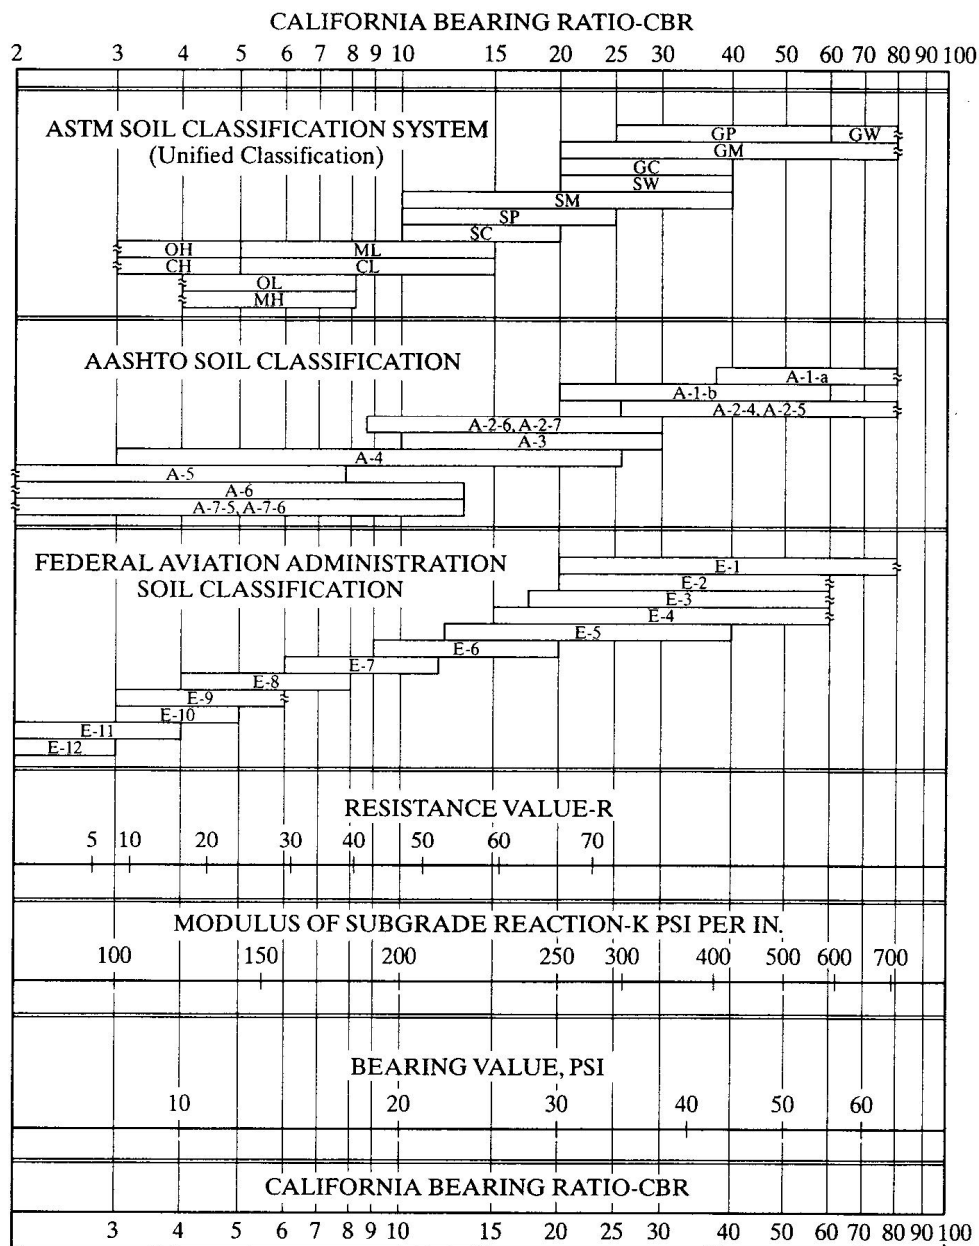 CALIFORNIA BEARING RATIO-CBR
2 3 4 5 6 7 8 9 10 15 20 25 30 40 50 60 70 80 90 100
ASTM SOIL CLASSIFICATION SYSTEM
(Unified Classification)
GP GW
GM
GC
SW
SM
SP
SC
OH ML
CH CL
OL
MH
AASHTO SOIL CLASSIFICATION
A-1-a
A-1-b
A-2-4, A-2-5
A-2-6, A-2-7
A-3
A-4
A-5
A-6
A-7-5, A-7-6
FEDERAL AVIATION ADMINISTRATION
SOIL CLASSIFICATION
E-1
E-2
E-3
E-4
E-5
E-6
E-7
E-8
E-9
E-10
E-11
E-12
RESISTANCE VALUE-R
5 10 20 30 40 50 60 70
MODULUS OF SUBGRADE REACTION-K PSI PER IN.
100 150 200 250 300 400 500 600 700
BEARING VALUE, PSI
10 20 30 40 50 60
CALIFORNIA BEARING RATIO-CBR
2 3 4 5 6 7 8 9 10 15 20 25 30 40 50 60 70 80 90 100